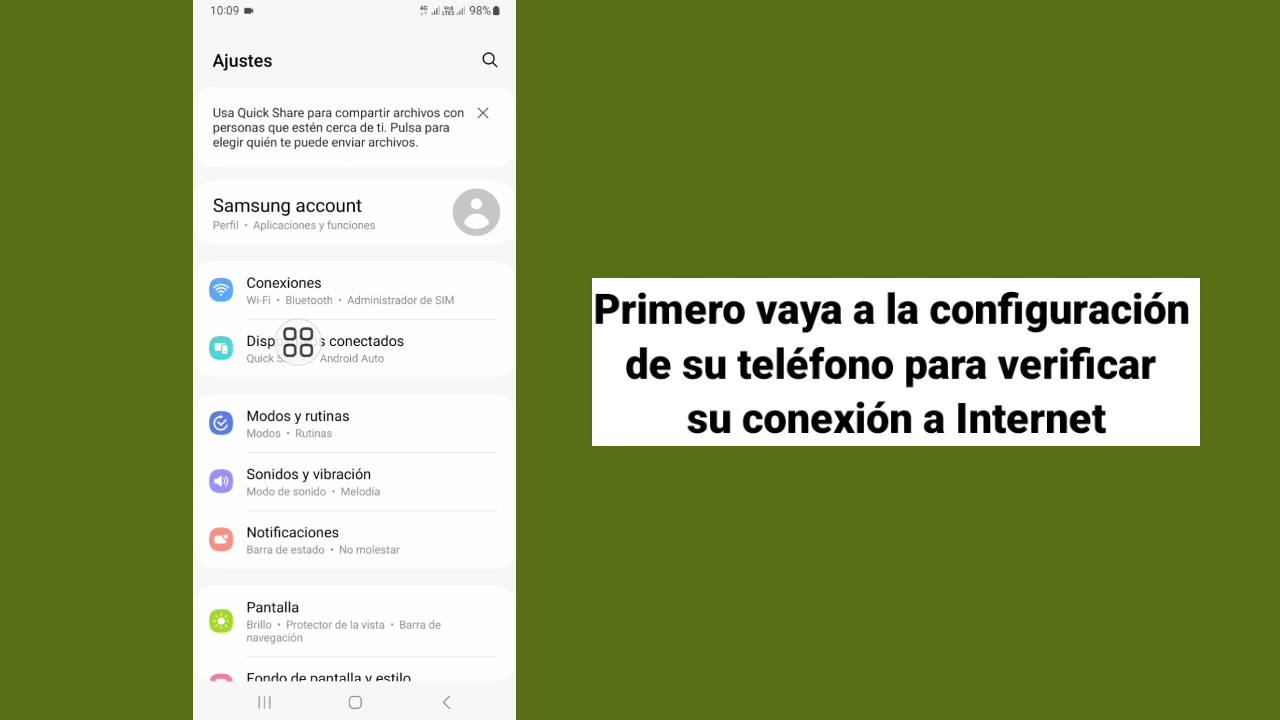 10:09
4G
Vo)
LTE2
98%
Ajustes
Usa Quick Share para compartir archivos con
personas que estén cerca de ti. Pulsa para
elegir quién te puede enviar archivos.
Samsung account
Perfil • Aplicaciones y funciones
Conexiones
Wi-Fi • Bluetooth • Administrador de SIM
Disp s conectados
Quick S Android Auto
Modos y rutinas
Modos • Rutinas
Sonidos y vibración
Modo de sonido • Melodía
Notificaciones
Barra de estado • No molestar
Pantalla
Brillo • Protector de la vista • Barra de
navegación
Fondo de pantalla y estilo
Primero vaya a la configuración
de su teléfono para verificar
su conexión a Internet